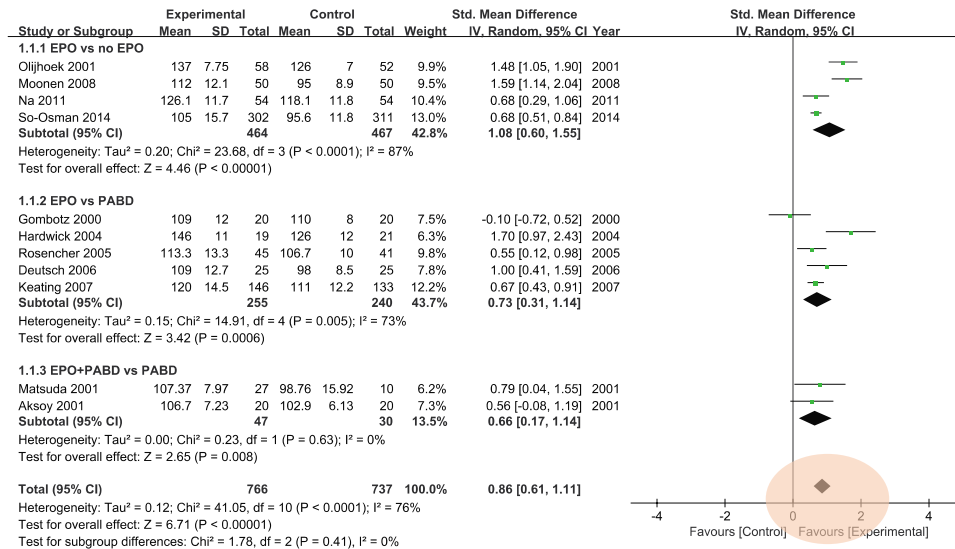 Experimental Control Std. Mean Difference Std. Mean Difference
Study or Subgroup Mean SD Total Mean SD Total Weight IV, Random, 95% CI Year IV, Random, 95% CI
1.1.1 EPO vs no EPO
Olijhoek 2001 137 7.75 58 126 7 52 9.9% 1.48 [1.05, 1.90] 2001
Moonen 2008 112 12.1 50 95 8.9 50 9.6% 1.59 [1.14, 2.04] 2008
Na 2011 126.1 11.7 54 118.1 11.8 54 10.4% 0.68 [0.29, 1.06] 2011
So-Osman 2014 105 15.7 302 95.6 11.8 311 13.0% 0.68 [0.51, 0.84] 2014
Subtotal (95% CI) 464 467 42.8% 1.08 [0.60, 1.55]
Heterogeneity: Tau² = 0.20; Chi² = 23.68, df = 3 (P < 0.0001); I² = 87%
Test for overall effect: Z = 4.46 (P < 0.00001)
1.1.2 EPO vs PABD
Gombotz 2000 109 12 20 110 8 20 7.5% -0.10 [-0.72, 0.52] 2000
Hardwick 2004 146 11 19 126 12 21 6.3% 1.70 [0.97, 2.43] 2004
Rosencher 2005 113.3 13.3 45 106.7 10 41 9.8% 0.55 [0.12, 0.98] 2005
Deutsch 2006 109 12.7 25 98 8.5 25 7.8% 1.00 [0.41, 1.59] 2006
Keating 2007 120 14.5 146 111 12.2 133 12.2% 0.67 [0.43, 0.91] 2007
Subtotal (95% CI) 255 240 43.7% 0.73 [0.31, 1.14]
Heterogeneity: Tau² = 0.15; Chi² = 14.91, df = 4 (P = 0.005); I² = 73%
Test for overall effect: Z = 3.42 (P = 0.0006)
1.1.3 EPO+PABD vs PABD
Matsuda 2001 107.37 7.97 27 98.76 15.92 10 6.2% 0.79 [0.04, 1.55] 2001
Aksoy 2001 106.7 7.23 20 102.9 6.13 20 7.3% 0.56 [-0.08, 1.19] 2001
Subtotal (95% CI) 47 30 13.5% 0.66 [0.17, 1.14]
Heterogeneity: Tau² = 0.00; Chi² = 0.23, df = 1 (P = 0.63); I² = 0%
Test for overall effect: Z = 2.65 (P = 0.008)
Total (95% CI) 766 737 100.0% 0.86 [0.61, 1.11]
Heterogeneity: Tau² = 0.12; Chi² = 41.05, df = 10 (P < 0.0001); I² = 76%
Test for overall effect: Z = 6.71 (P < 0.00001)
Test for subgroup differences: Chi² = 1.78, df = 2 (P = 0.41), I² = 0%
-4 -2 0 2 4
Favours [Control] Favours [Experimental]